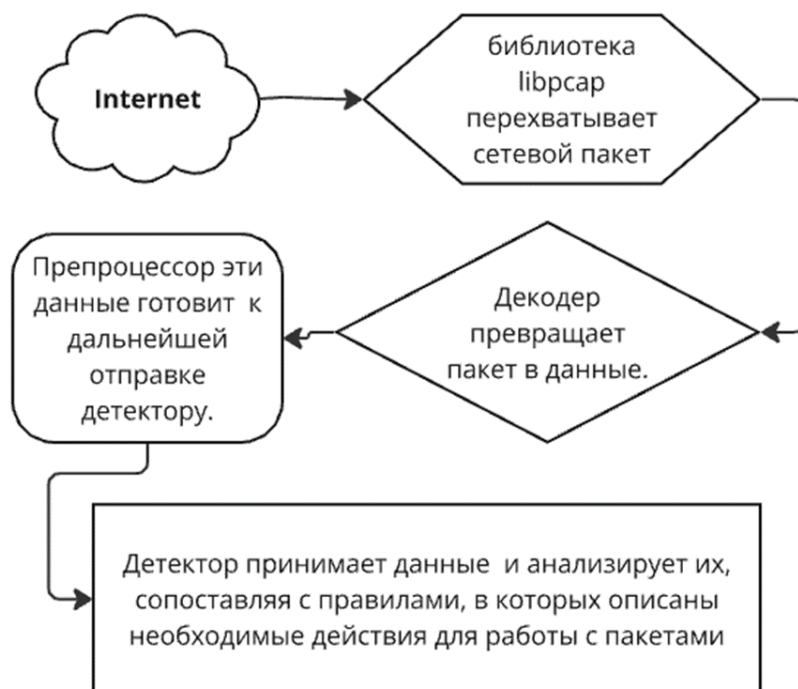 Internet
библиотека
libpcap
перехватывает
сетевой пакет
Декодер
превращает
пакет в данные.
Препроцессор эти
данные готовит к
дальнейшей
отправке
детектору.
Детектор принимает данные и анализирует их,
сопоставляя с правилами, в которых описаны
необходимые действия для работы с пакетами